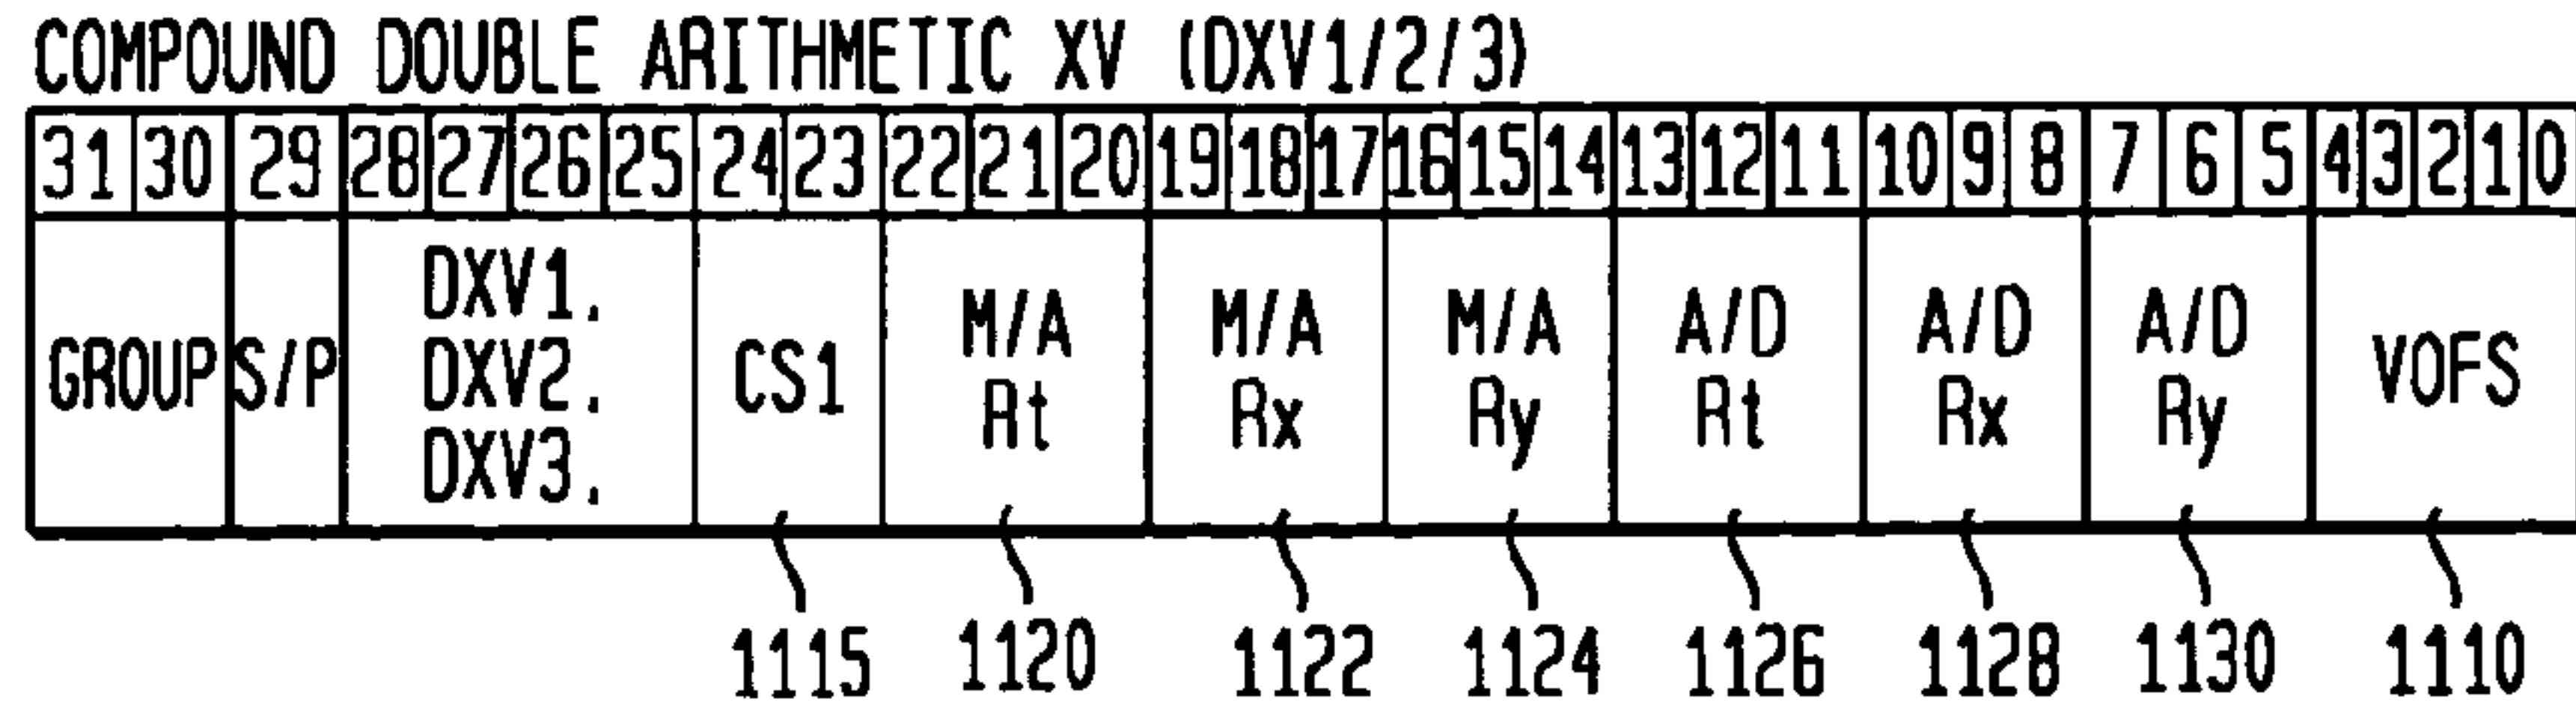 COMPOUND DOUBLE ARITHMETIC XV (DXV1/2/3)
31 30 29 28 27 26 25 24 23 22 21 20 19 18 17 16 15 14 13 12 11 10 9 8 7 6 5 4 3 2 1 0
GROUP
S/P
DXV1.
DXV2.
DXV3.
CS1
M/A
Rt
M/A
Rx
M/A
Ry
A/D
Rt
A/D
Rx
A/D
Ry
VOFS
1115 1120 1122 1124 1126 1128 1130 1110